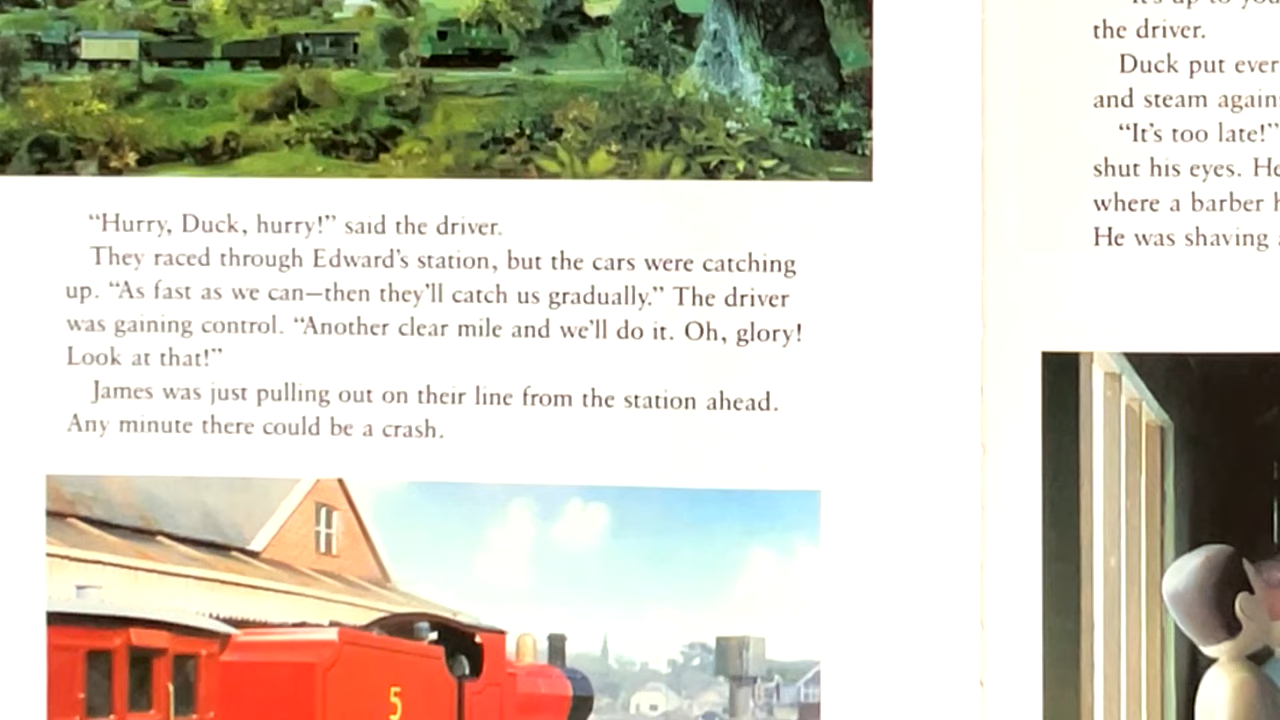 “Hurry, Duck, hurry!” said the driver.
They raced through Edward’s station, but the cars were catching
up. “As fast as we can—then they’ll catch us gradually.” The driver
was gaining control. “Another clear mile and we’ll do it. Oh, glory!
Look at that!”
James was just pulling out on their line from the station ahead.
Any minute there could be a crash.
5
the driver.
Duck put
and steam
“It’s too late!”
shut his eyes.
where a barber
He was shaving